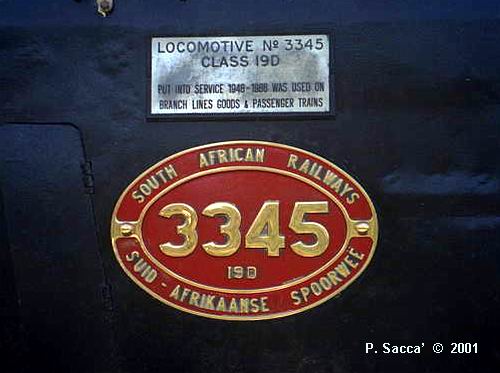 LOCOMOTIVE Nº 3345
CLASS 19D
PUT INTO SERVICE 1948-1988 WAS USED ON
BRANCH LINES GOODS & PASSENGER TRAINS
SOUTH AFRICAN RAILWAYS
3345
19D
SUID-AFRIKAANSE SPOORWEË
P. Sacca' © 2001